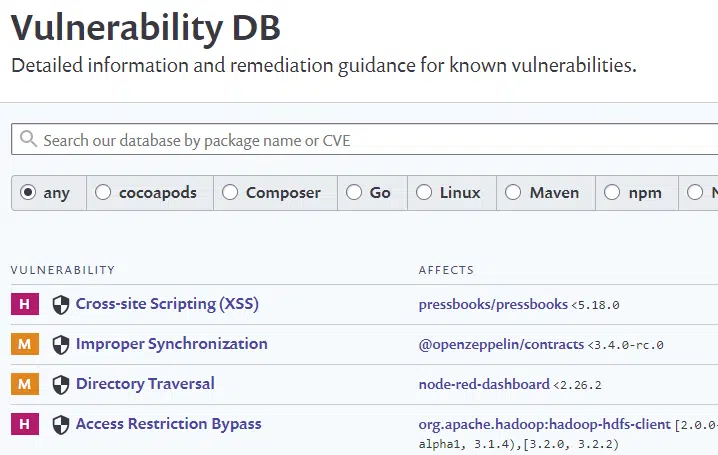 Vulnerability DB
Detailed information and remediation guidance for known vulnerabilities.
Search our database by package name or CVE
any cocoapods Composer Go Linux Maven npm
VULNERABILITY AFFECTS
H Cross-site Scripting (XSS) pressbooks/pressbooks <5.18.0
M Improper Synchronization @openzeppelin/contracts <3.4.0-rc.0
M Directory Traversal node-red-dashboard <2.26.2
H Access Restriction Bypass org.apache.hadoop:hadoop-hdfs-client [2.0.0-
alpha1, 3.1.4),[3.2.0, 3.2.2)